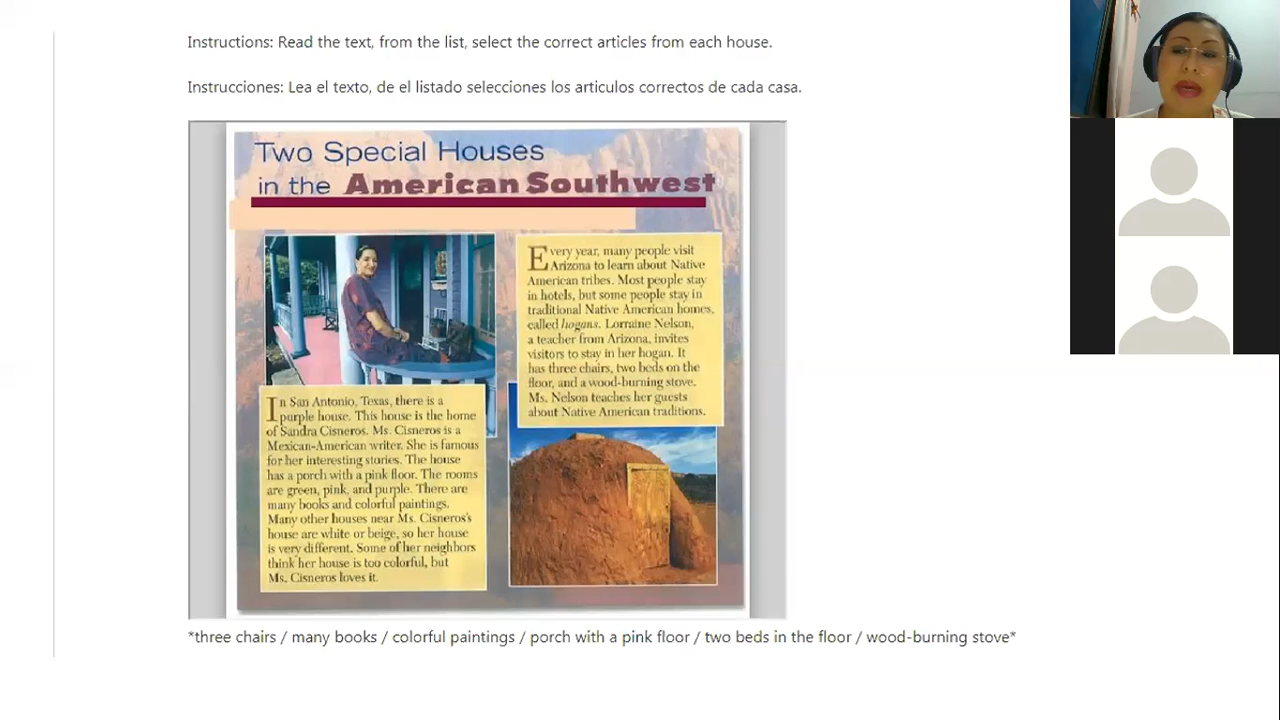 Instructions: Read the text, from the list, select the correct articles from each house.
Instrucciones: Lea el texto, de el listado selecciones los articulos correctos de cada casa.
Two Special Houses
in the American Southwest
Every year, many people visit
Arizona to learn about Native
American tribes. Most people stay
in hotels, but some people stay in
traditional Native American homes,
called hogans. Lorraine Nelson,
a teacher from Arizona, invites
visitors to stay in her hogan. It
has three chairs, two beds on the
floor, and a wood-burning stove.
Ms. Nelson teaches her guests
about Native American traditions.
In San Antonio, Texas, there is a
purple house. This house is the home
of Sandra Cisneros. Ms. Cisneros is a
Mexican-American writer. She is famous
for her interesting stories. The house
has a porch with a pink floor. The rooms
are green, pink, and purple. There are
many books and colorful paintings.
Many other houses near Ms. Cisneros's
house are white or beige, so her house
is very different. Some of her neighbors
think her house is too colorful, but
Ms. Cisneros loves it.
*three chairs / many books / colorful paintings / porch with a pink floor / two beds in the floor / wood-burning stove*